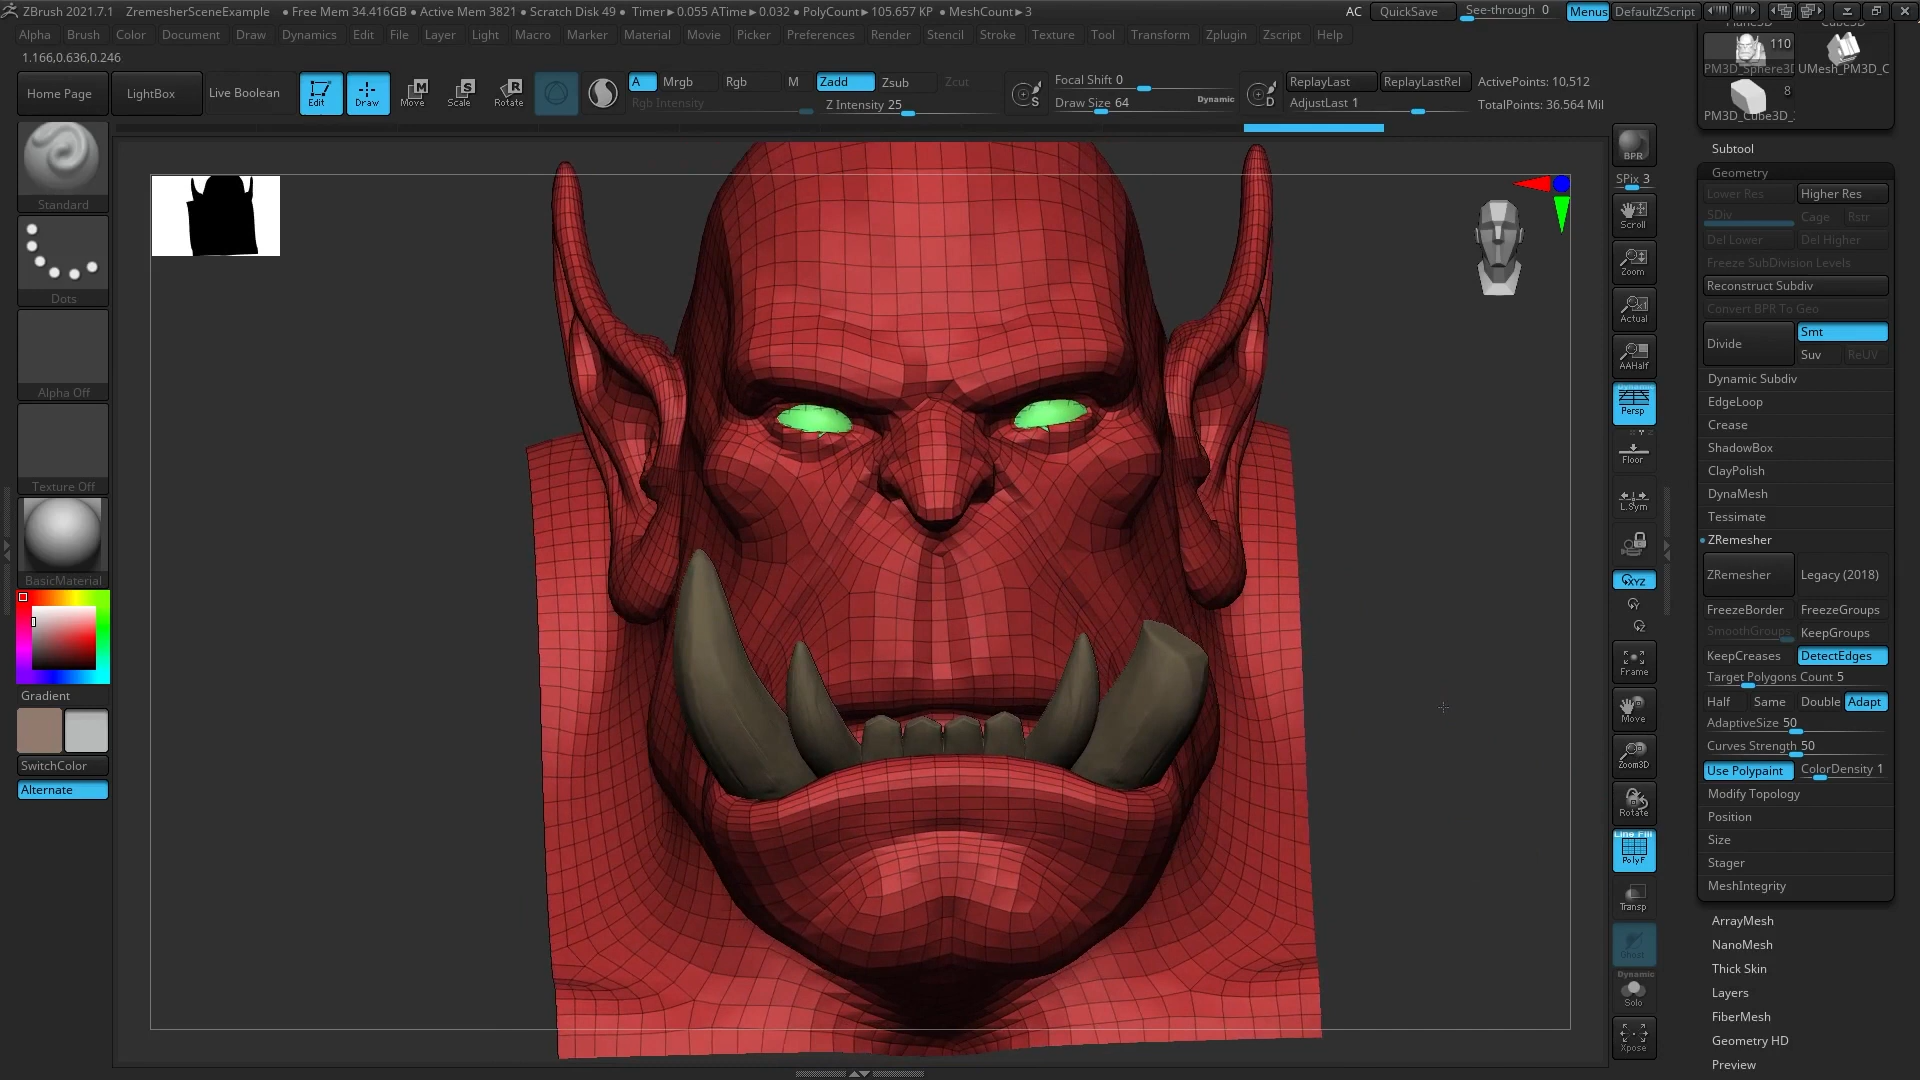 ZBrush 2021.7.1 ZremesherSceneExample • Free Mem 34.416GB • Active Mem 3821 • Scratch Disk 49 • Timer▸0.055 ATime▸0.032 • PolyCount▸105.657 KP • MeshCount▸3 AC QuickSave See-through 0 Menus DefaultZScript
Alpha Brush Color Document Draw Dynamics Edit File Layer Light Macro Marker Material Movie Picker Preferences Render Stencil Stroke Texture Tool Transform Zplugin Zscript Help
1.166,0.636,0.246
Home Page LightBox Live Boolean Edit Draw Move Scale Rotate
M S R
A Mrgb Rgb M Zadd Zsub Zcut
Rgb Intensity Z Intensity 25
S Focal Shift 0
Draw Size 64 Dynamic
D ReplayLast ReplayLastRel ActivePoints: 10,512
AdjustLast 1 TotalPoints: 36.564 Mil
Standard
Dots
Alpha Off
Texture Off
BasicMaterial
Gradient
SwitchColor
Alternate
BPR
SPix 3
Scroll
Zoom
Actual
AAHalf
Dynamic
Persp
Floor
L.Sym
XYZ
Frame
Move
Zoom3D
Rotate
Line Fill
PolyF
Transp
Ghost
Dynamic
Solo
Xpose
110
PM3D_Sphere3D UMesh_PM3D_C
8
PM3D_Cube3D_
Subtool
Geometry
Lower Res Higher Res
SDiv Cage Rstr
Del Lower Del Higher
Freeze SubDivision Levels
Reconstruct Subdiv
Convert BPR To Geo
Divide Smt
Suv ReUV
Dynamic Subdiv
EdgeLoop
Crease
ShadowBox
ClayPolish
DynaMesh
Tessimate
ZRemesher
ZRemesher Legacy (2018)
FreezeBorder FreezeGroups
SmoothGroups KeepGroups
KeepCreases DetectEdges
Target Polygons Count 5
Half Same Double Adapt
AdaptiveSize 50
Curves Strength 50
Use Polypaint ColorDensity 1
Modify Topology
Position
Size
Stager
MeshIntegrity
ArrayMesh
NanoMesh
Thick Skin
Layers
FiberMesh
Geometry HD
Preview